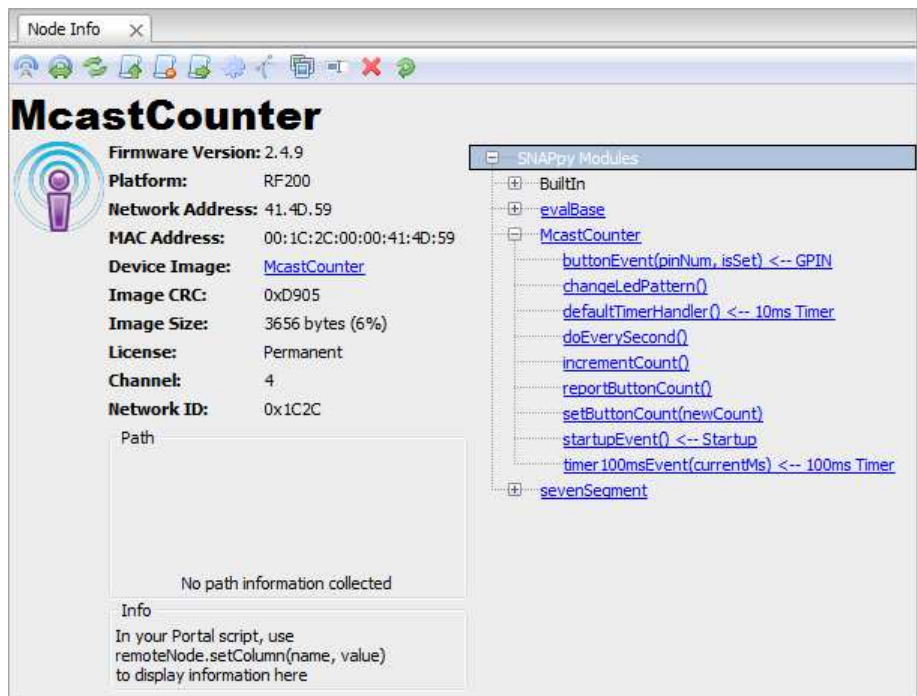 Node Info
McastCounter
Firmware Version: 2.4.9
Platform: RF200
Network Address: 41.4D.59
MAC Address: 00:1C:2C:00:00:41:4D:59
Device Image: McastCounter
Image CRC: 0xD905
Image Size: 3656 bytes (6%)
License: Permanent
Channel: 4
Network ID: 0x1C2C
Path
No path information collected
Info
In your Portal script, use
remoteNode.setColumn(name, value)
to display information here
SNAPpy Modules
BuiltIn
evalBase
McastCounter
buttonEvent(pinNum, isSet) <-- GPIN
changeLedPattern()
defaultTimerHandler() <-- 10ms Timer
doEverySecond()
incrementCount()
reportButtonCount()
setButtonCount(newCount)
startupEvent() <-- Startup
timer100msEvent(currentMs) <-- 100ms Timer
sevenSegment